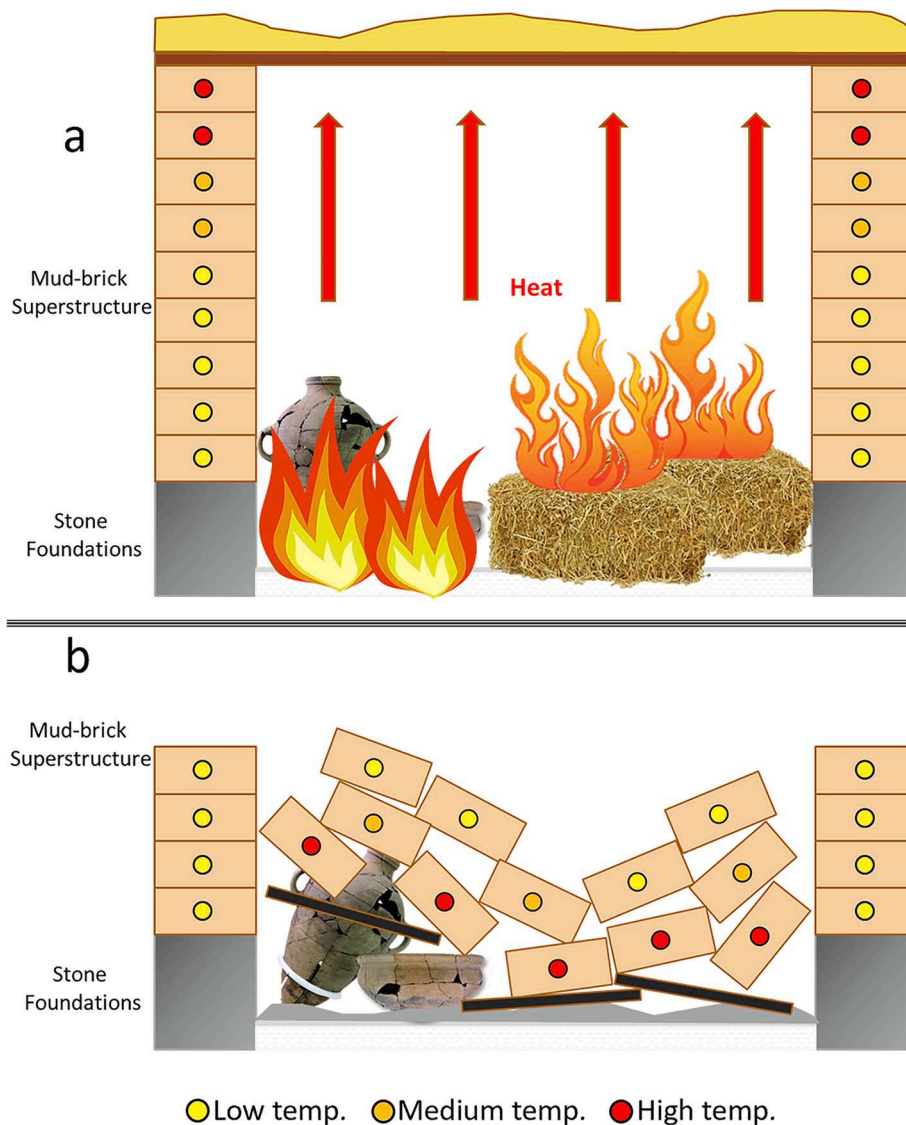 a
Mud-brick
Superstructure
Heat
Stone
Foundations
b
Mud-brick
Superstructure
Stone
Foundations
Low temp. Medium temp. High temp.